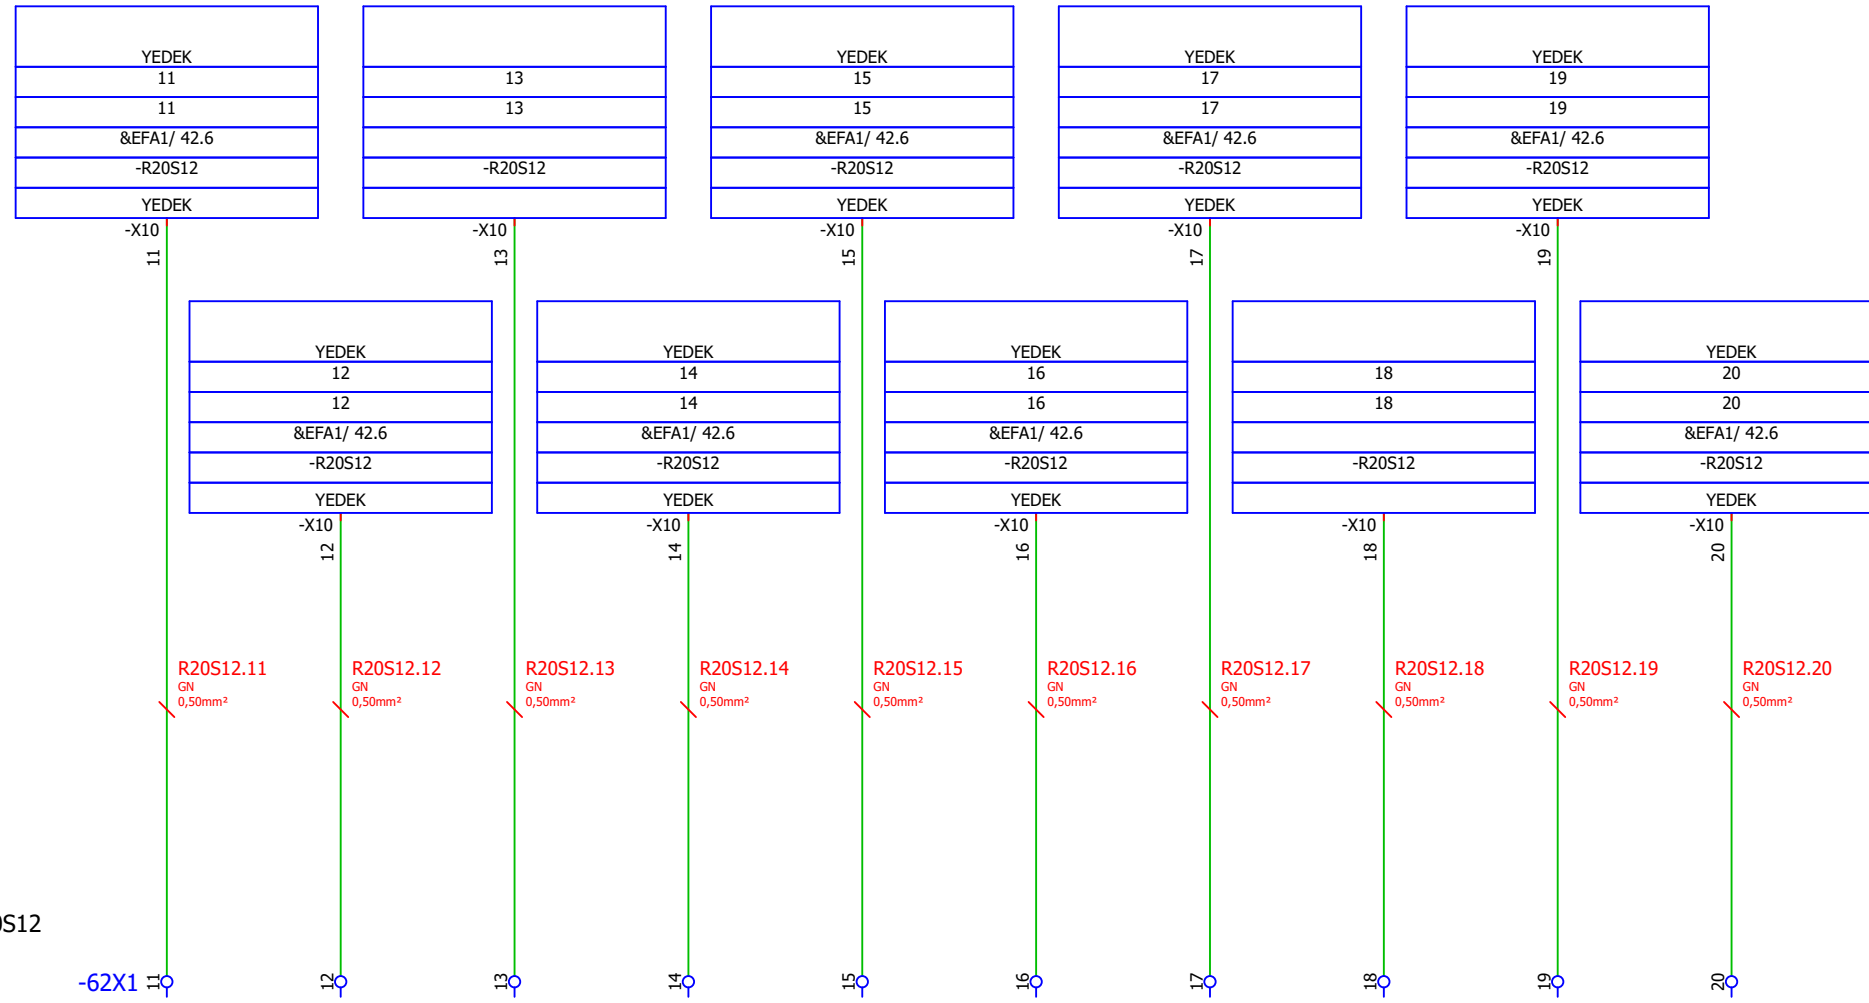 YEDEK
11
11
&EFA1/ 42.6
-R20S12
YEDEK
-X10
11
13
13
-R20S12
-X10
13
YEDEK
15
15
&EFA1/ 42.6
-R20S12
YEDEK
-X10
15
YEDEK
17
17
&EFA1/ 42.6
-R20S12
YEDEK
-X10
17
YEDEK
19
19
&EFA1/ 42.6
-R20S12
YEDEK
-X10
19
YEDEK
12
12
&EFA1/ 42.6
-R20S12
YEDEK
-X10
12
YEDEK
14
14
&EFA1/ 42.6
-R20S12
YEDEK
-X10
14
YEDEK
16
16
&EFA1/ 42.6
-R20S12
YEDEK
-X10
16
18
18
-R20S12
-X10
18
YEDEK
20
20
&EFA1/ 42.6
-R20S12
YEDEK
-X10
20
R20S12.11
GN
0,50mm²
R20S12.12
GN
0,50mm²
R20S12.13
GN
0,50mm²
R20S12.14
GN
0,50mm²
R20S12.15
GN
0,50mm²
R20S12.16
GN
0,50mm²
R20S12.17
GN
0,50mm²
R20S12.18
GN
0,50mm²
R20S12.19
GN
0,50mm²
R20S12.20
GN
0,50mm²
S12
-62X1
11
12
13
14
15
16
17
18
19
20